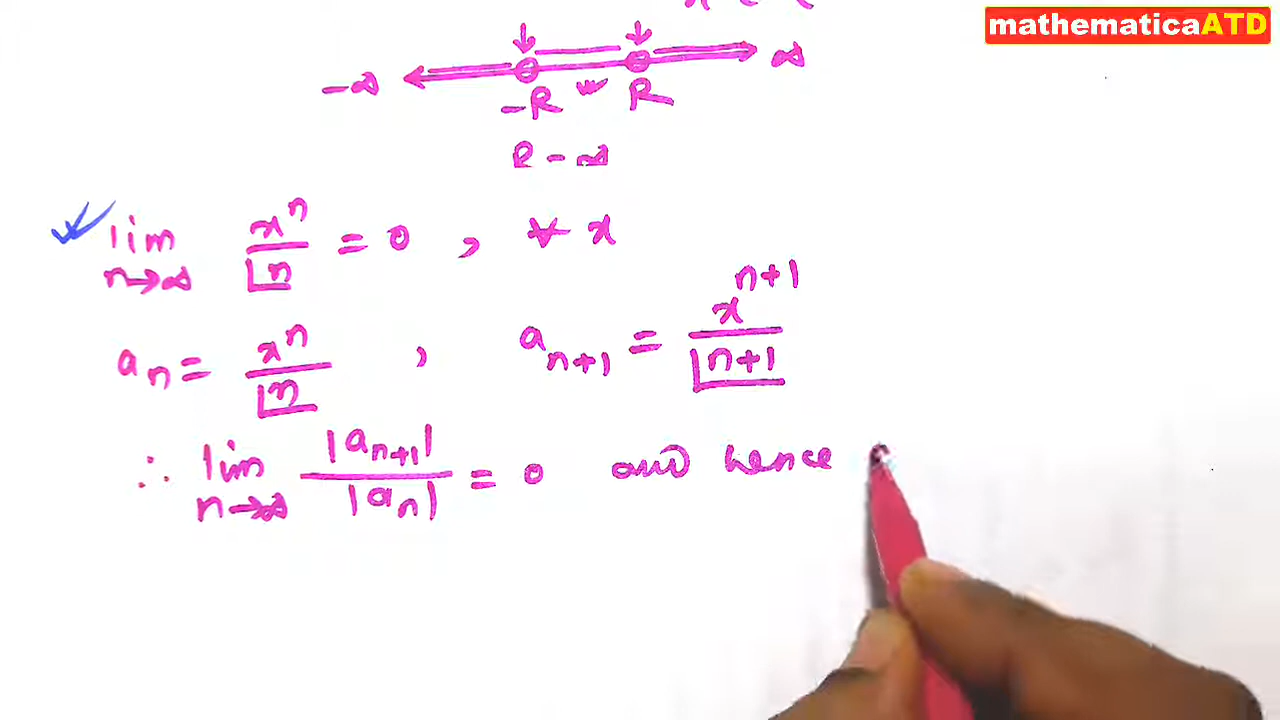 mathematicaATD
-∞ -R R ∞
R - ∞
lim n→∞ x^n / ⌊n = 0 , ∀ x
a_n = x^n / ⌊n , a_{n+1} = x^{n+1} / ⌊n+1
∴ lim n→∞ |a_{n+1}| / |a_n| = 0 and hence